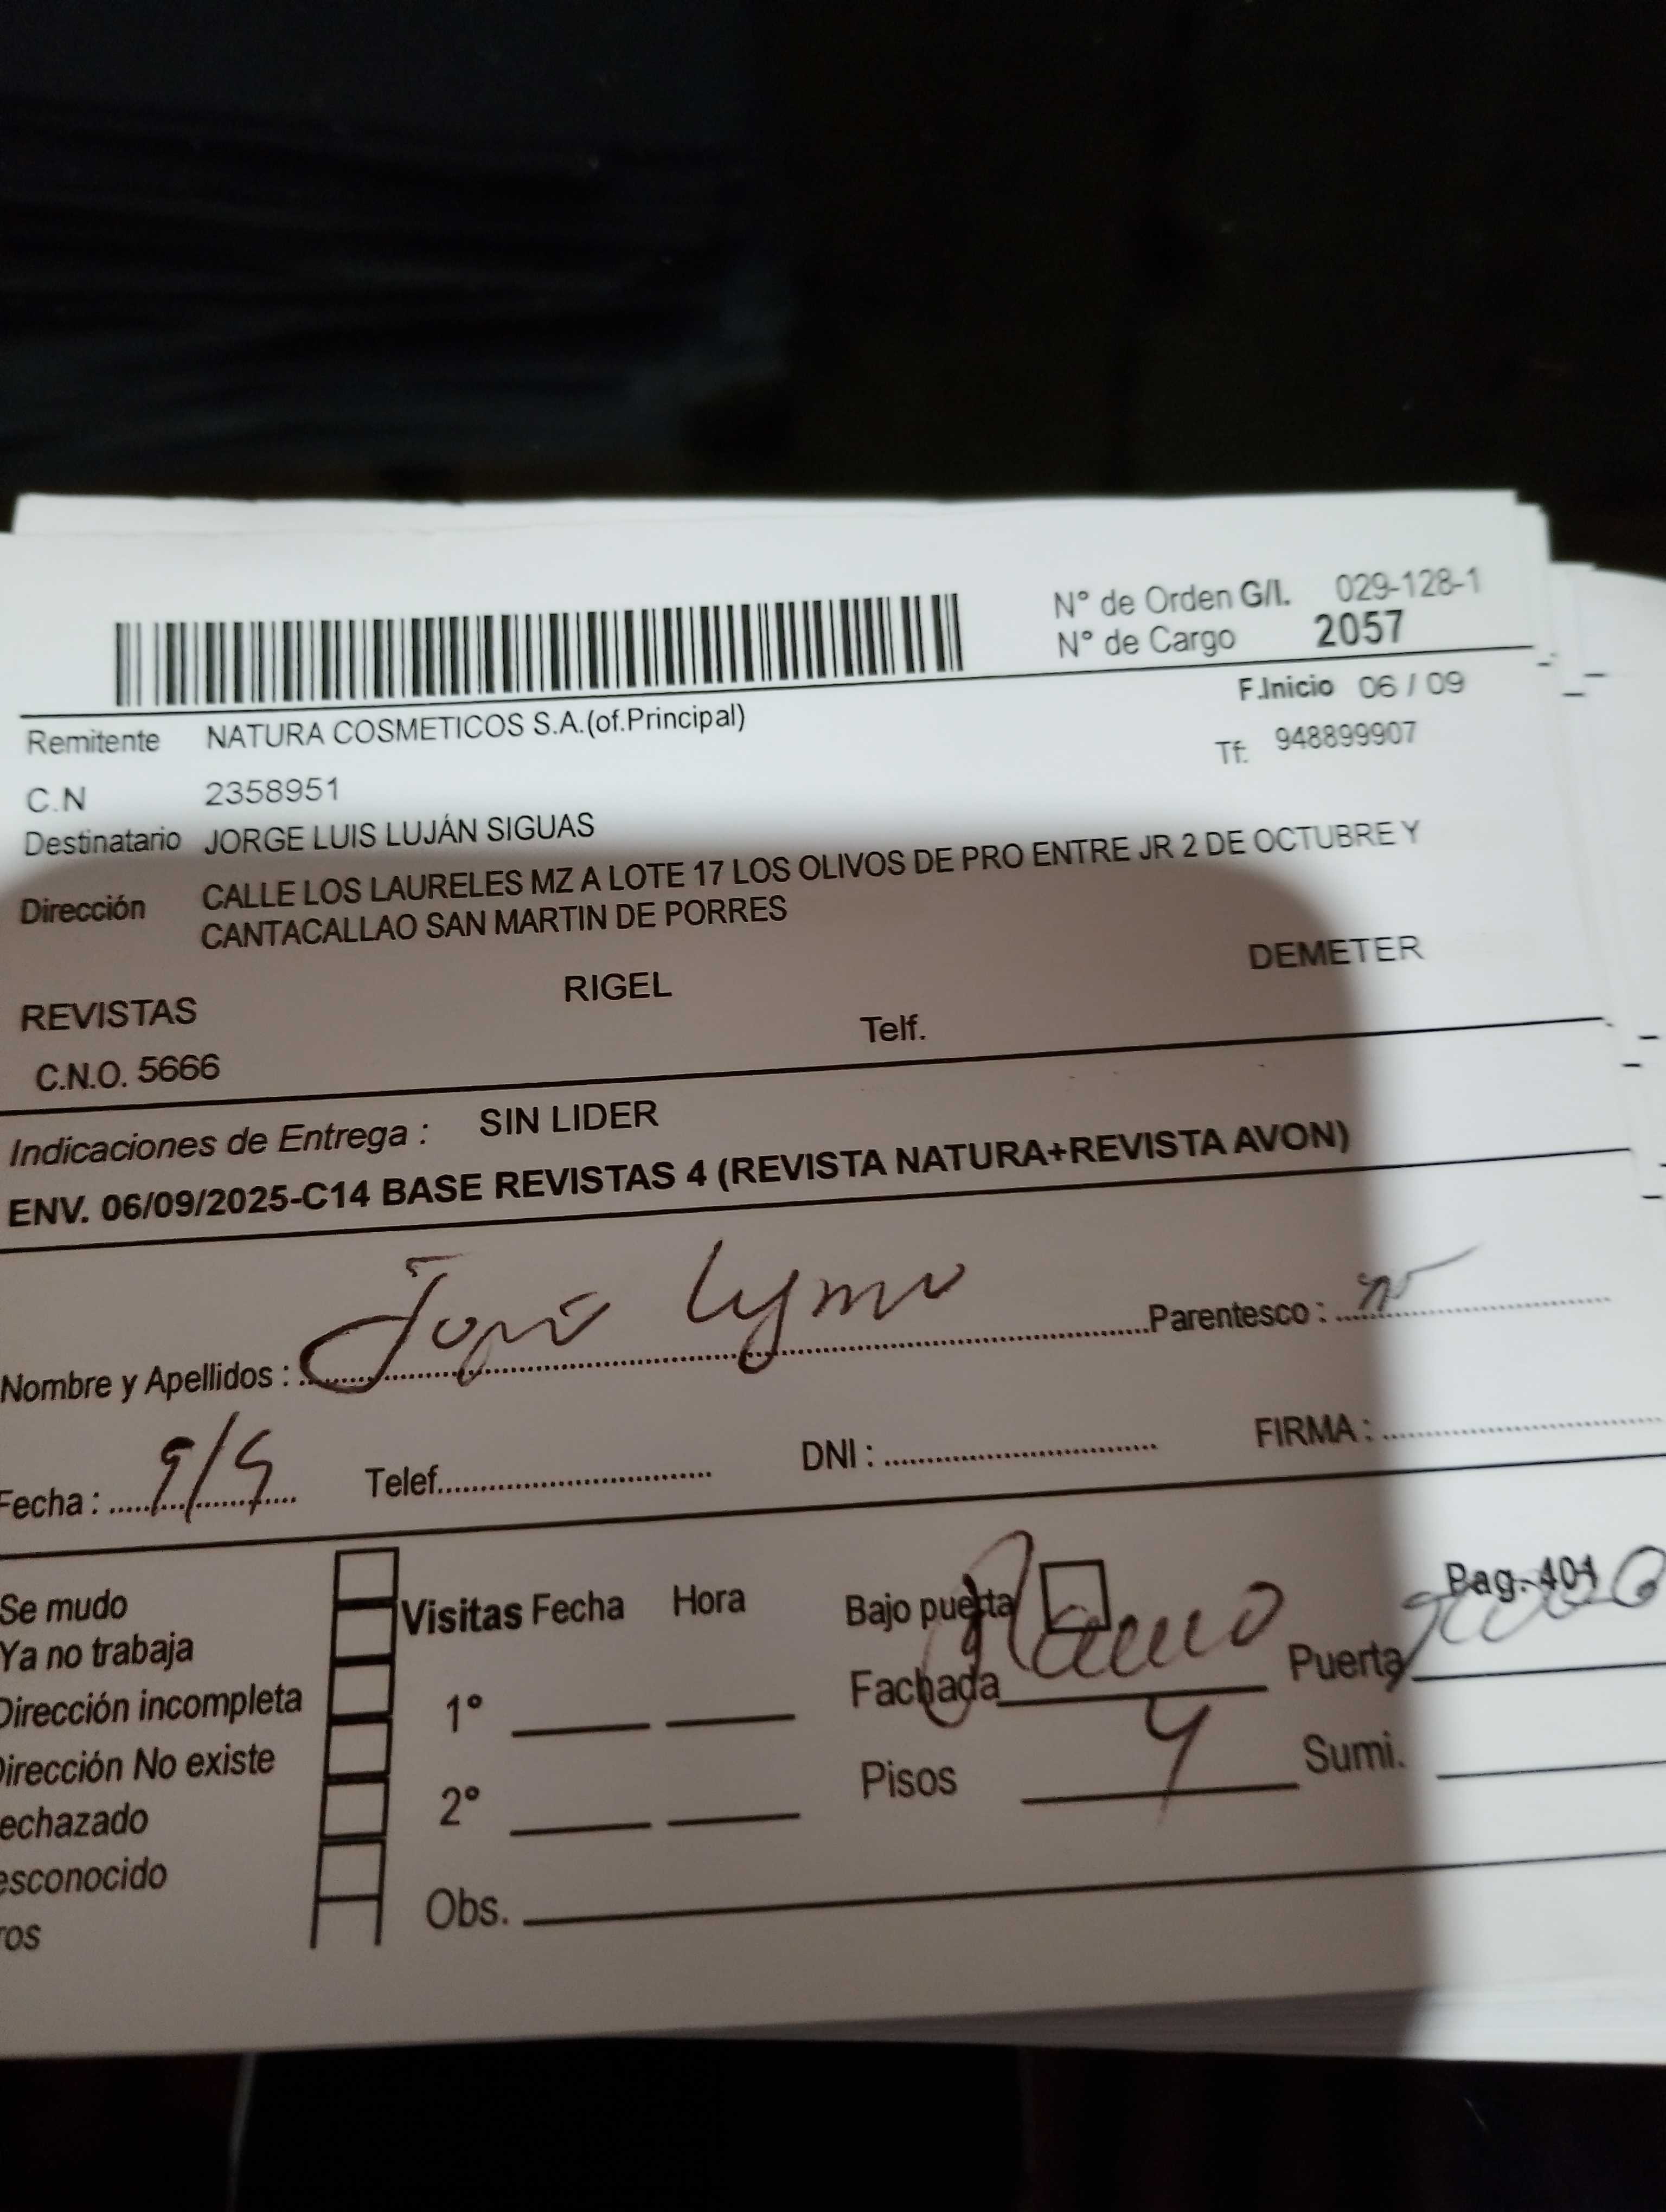 N° de Orden G/I. 029-128-1
N° de Cargo 2057
F.Inicio 06 / 09
Remitente NATURA COSMETICOS S.A.(of.Principal)
Tf: 948899907
C.N 2358951
Destinatario JORGE LUIS LUJÁN SIGUAS
Dirección CALLE LOS LAURELES MZ A LOTE 17 LOS OLIVOS DE PRO ENTRE JR 2 DE OCTUBRE Y
CANTACALLAO SAN MARTIN DE PORRES
REVISTAS RIGEL DEMETER
C.N.O. 5666 Telf.
Indicaciones de Entrega : SIN LIDER
ENV. 06/09/2025-C14 BASE REVISTAS 4 (REVISTA NATURA+REVISTA AVON)
Nombre y Apellidos : Parentesco :
Fecha : 9/9 Telef. DNI : FIRMA :
Se mudo
Ya no trabaja
Dirección incompleta
Dirección No existe
echazado
esconocido
ros
Visitas Fecha Hora
1°
2°
Obs.
Bajo puerta Pag. 401
Fachada Puerta
Pisos 4 Sumi.